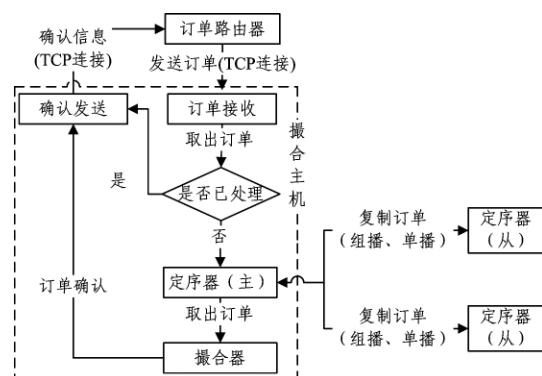 确认信息
(TCP连接)
订单路由器
发送订单(TCP连接)
确认发送
订单接收
取出订单
撮合主机
是
是否已处理
否
订单确认
定序器（主）
取出订单
撮合器
复制订单
（组播、单播）
定序器
（从）
复制订单
（组播、单播）
定序器
（从）